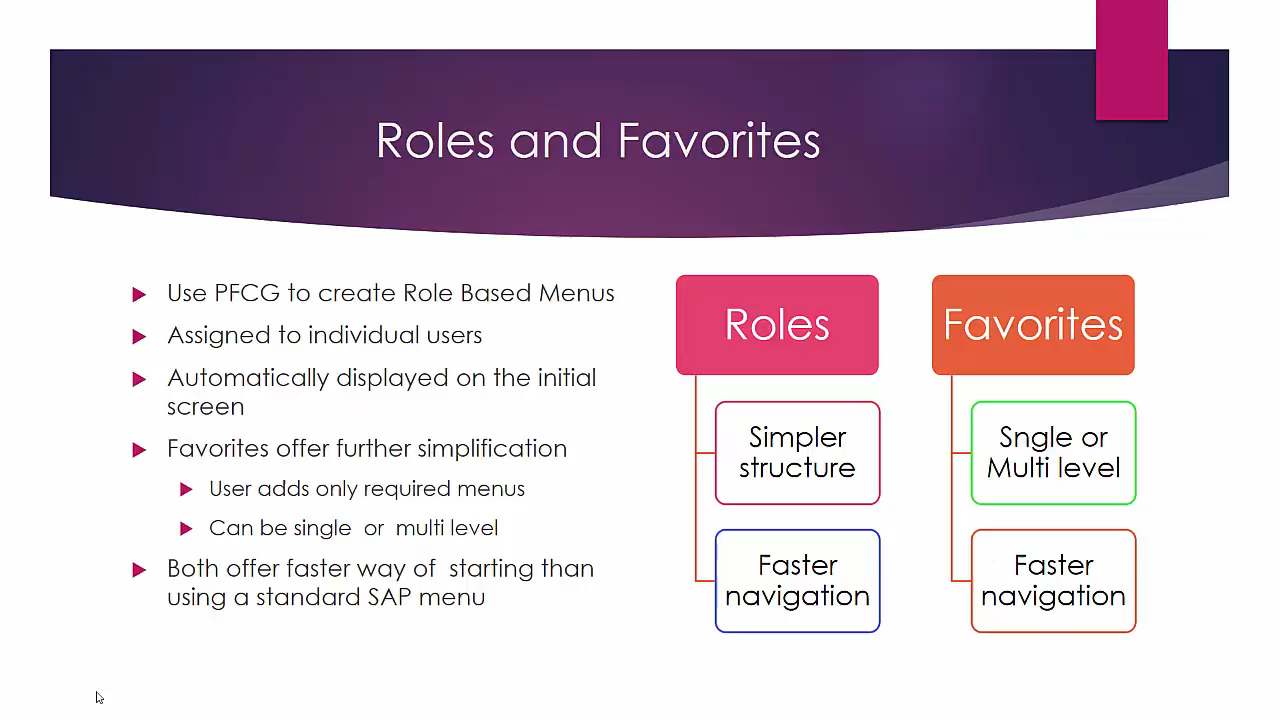 Roles and Favorites
Use PFCG to create Role Based Menus
Assigned to individual users
Automatically displayed on the initial
screen
Favorites offer further simplification
User adds only required menus
Can be single or multi level
Both offer faster way of starting than
using a standard SAP menu
Roles
Simpler
structure
Faster
navigation
Favorites
Sngle or
Multi level
Faster
navigation